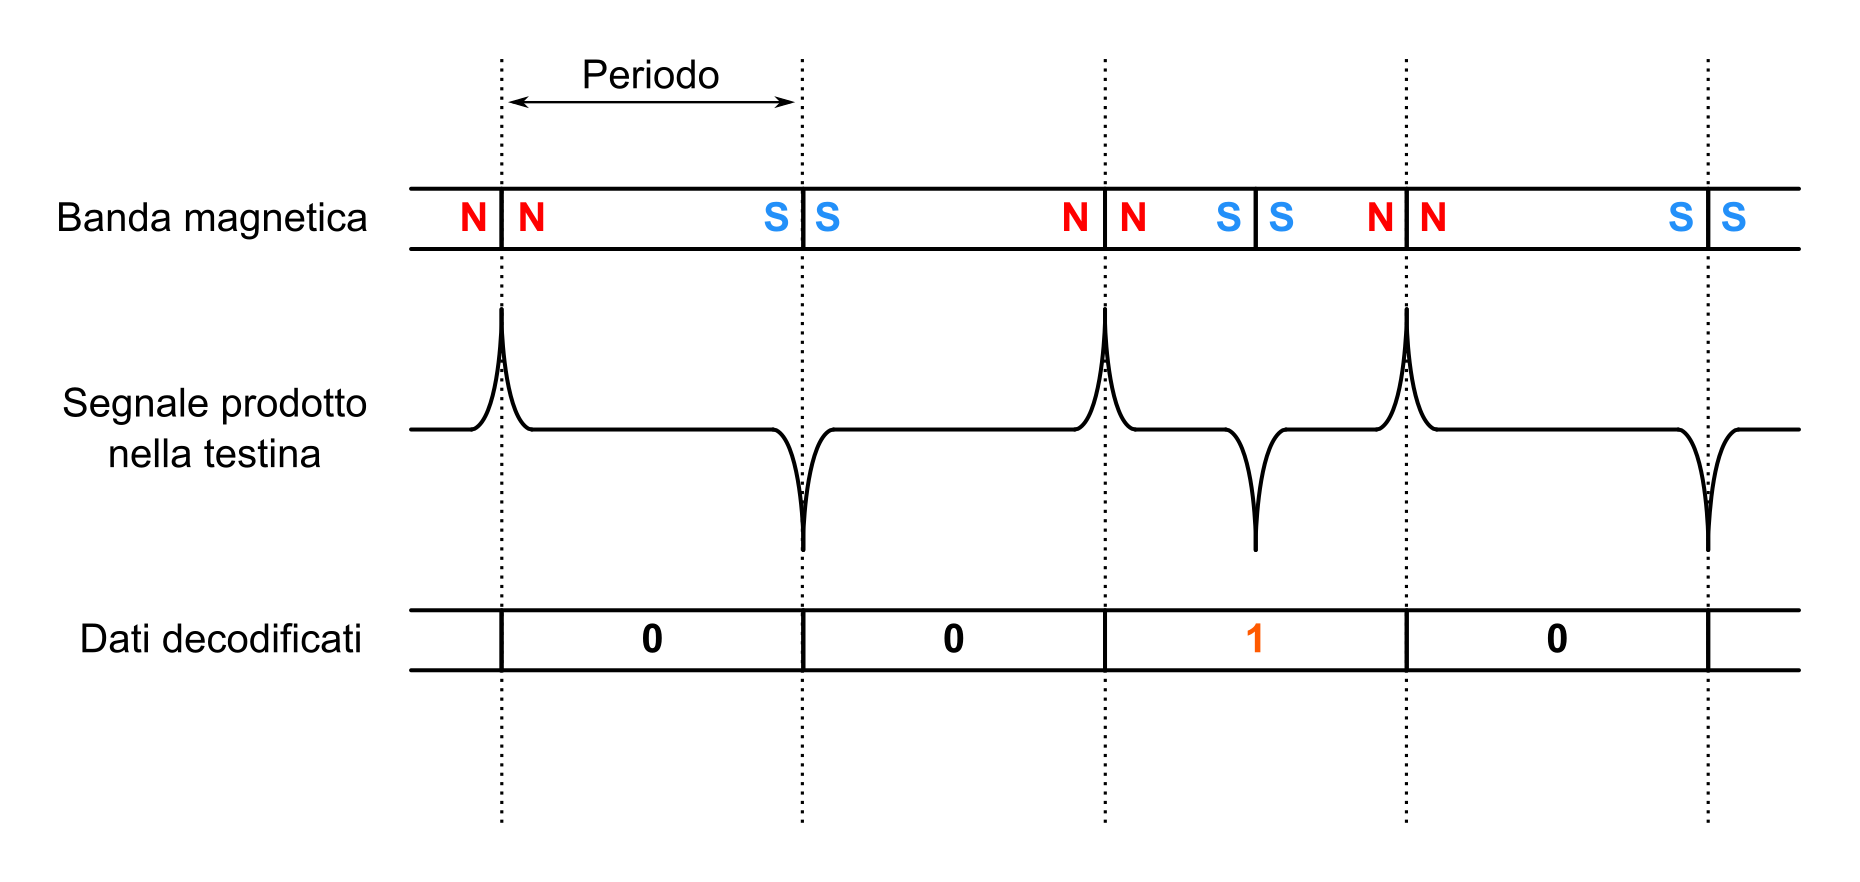 Periodo
Banda magnetica N N S S N N S S N N S S
Segnale prodotto
nella testina
Dati decodificati 0 0 1 0